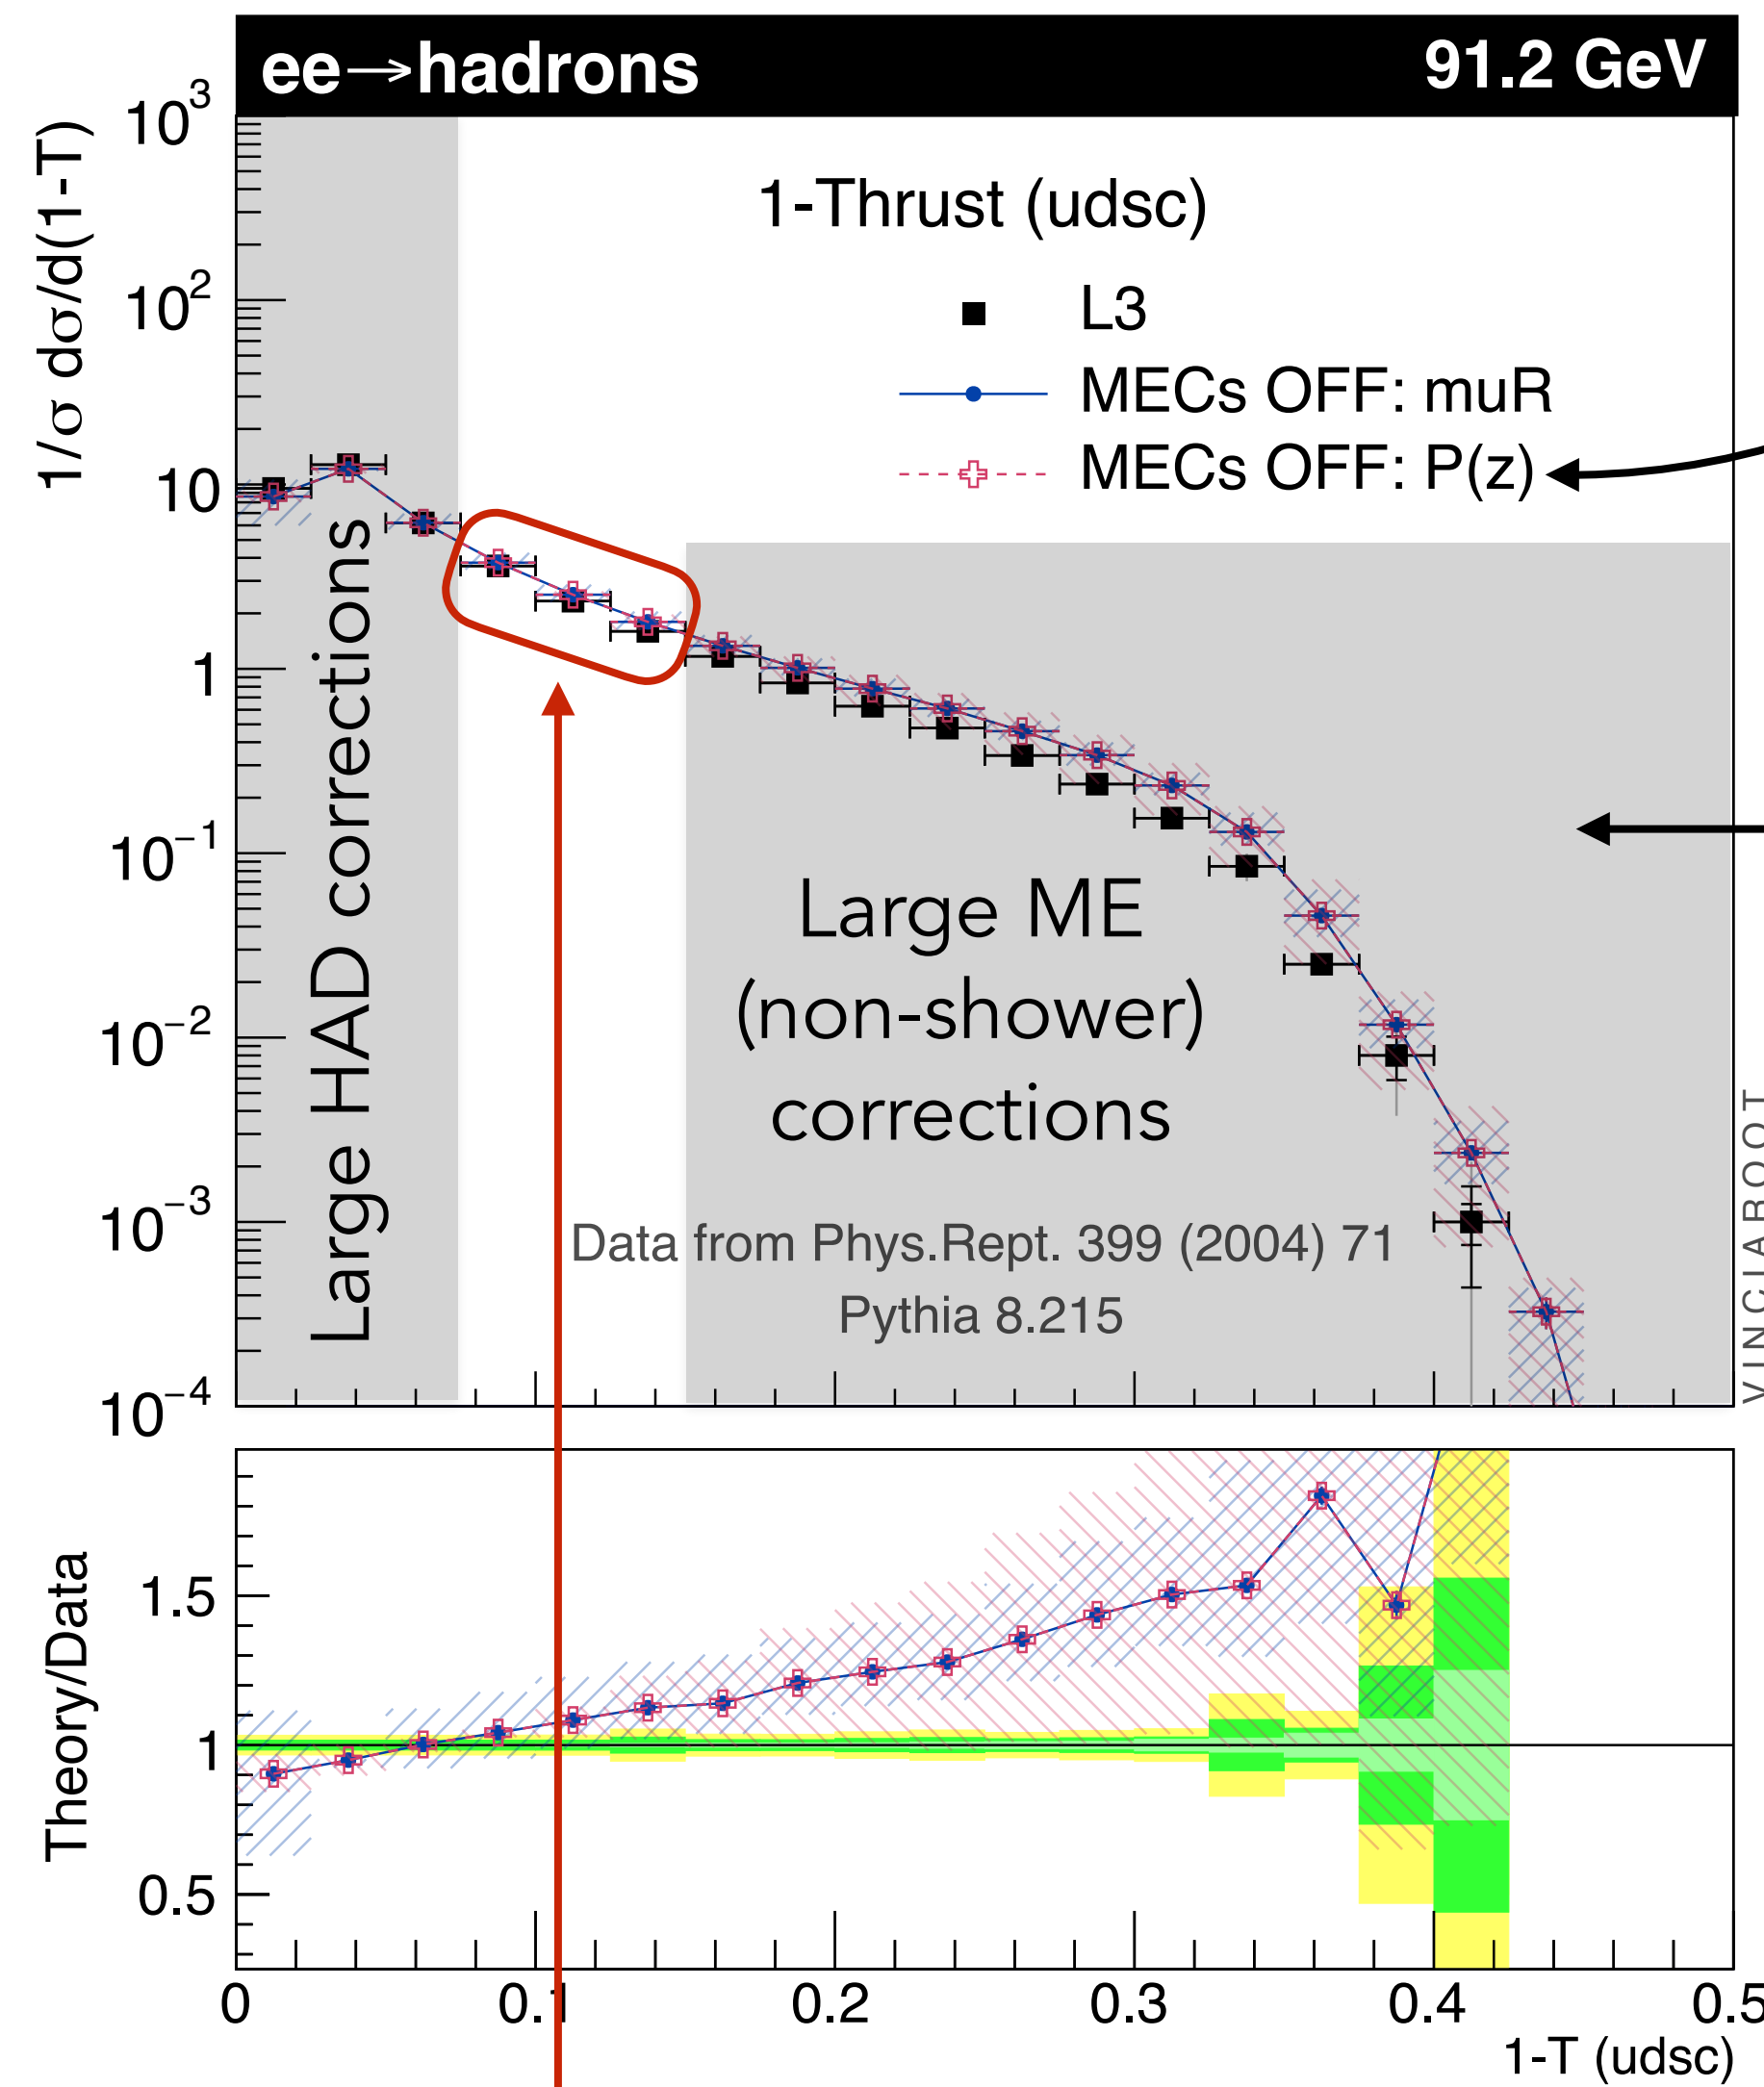 ee→hadrons 91.2 GeV
1/σ dσ/d(1-T)
10³
10²
10
1
10⁻¹
10⁻²
10⁻³
10⁻⁴
1-Thrust (udsc)
L3
MECs OFF: muR
MECs OFF: P(z)
Large HAD corrections
Large ME
(non-shower)
corrections
Data from Phys.Rept. 399 (2004) 71
Pythia 8.215
VINCIAROOT
Theory/Data
1.5
1
0.5
0 0.1 0.2 0.3 0.4 0.5
1-T (udsc)